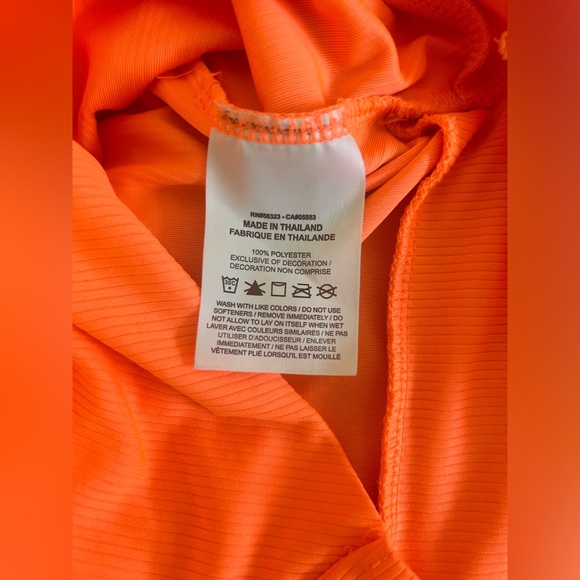 RN#56323 - CA#05553
MADE IN THAILAND
FABRIQUE EN THAILANDE
100% POLYESTER
EXCLUSIVE OF DECORATION /
DECORATION NON COMPRISE
30C
WASH WITH LIKE COLORS / DO NOT USE
SOFTENERS / REMOVE IMMEDIATELY / DO
NOT ALLOW TO LAY ON ITSELF WHEN WET
LAVER AVEC COULEURS SIMILAIRES / NE PAS
UTILISER D'ADOUCISSEUR / ENLEVER
IMMEDIATEMENT / NE PAS LAISSER LE
VÊTEMENT PLIÉ LORSQU'IL EST MOUILLÉ